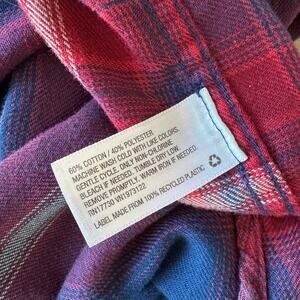 60% COTTON / 40% POLYESTER
MACHINE WASH COLD WITH LIKE COLORS.
GENTLE CYCLE. ONLY NON-CHLORINE
BLEACH IF NEEDED. TUMBLE DRY LOW.
REMOVE PROMPTLY. WARM IRON IF NEEDED.
RN17730 VN1973122
LABEL MADE FROM 100% RECYCLED PLASTIC